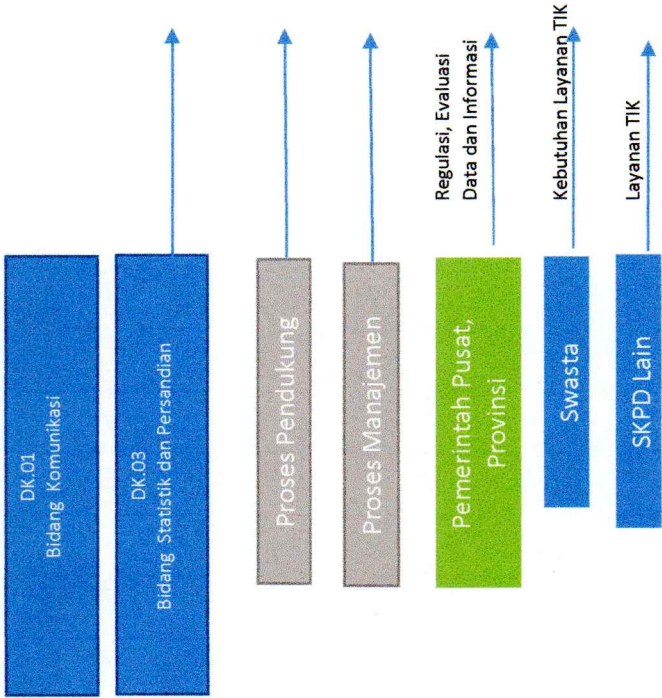 DK.01
Bidang Komunikasi
DK.03
Bidang Statistik dan Persandian
Proses Pendukung
Proses Manajemen
Pemerintah Pusat,
Provinsi
Regulasi, Evaluasi
Data dan Informasi
Swasta
Kebutuhan Layanan TIK
SKPD Lain
Layanan TIK